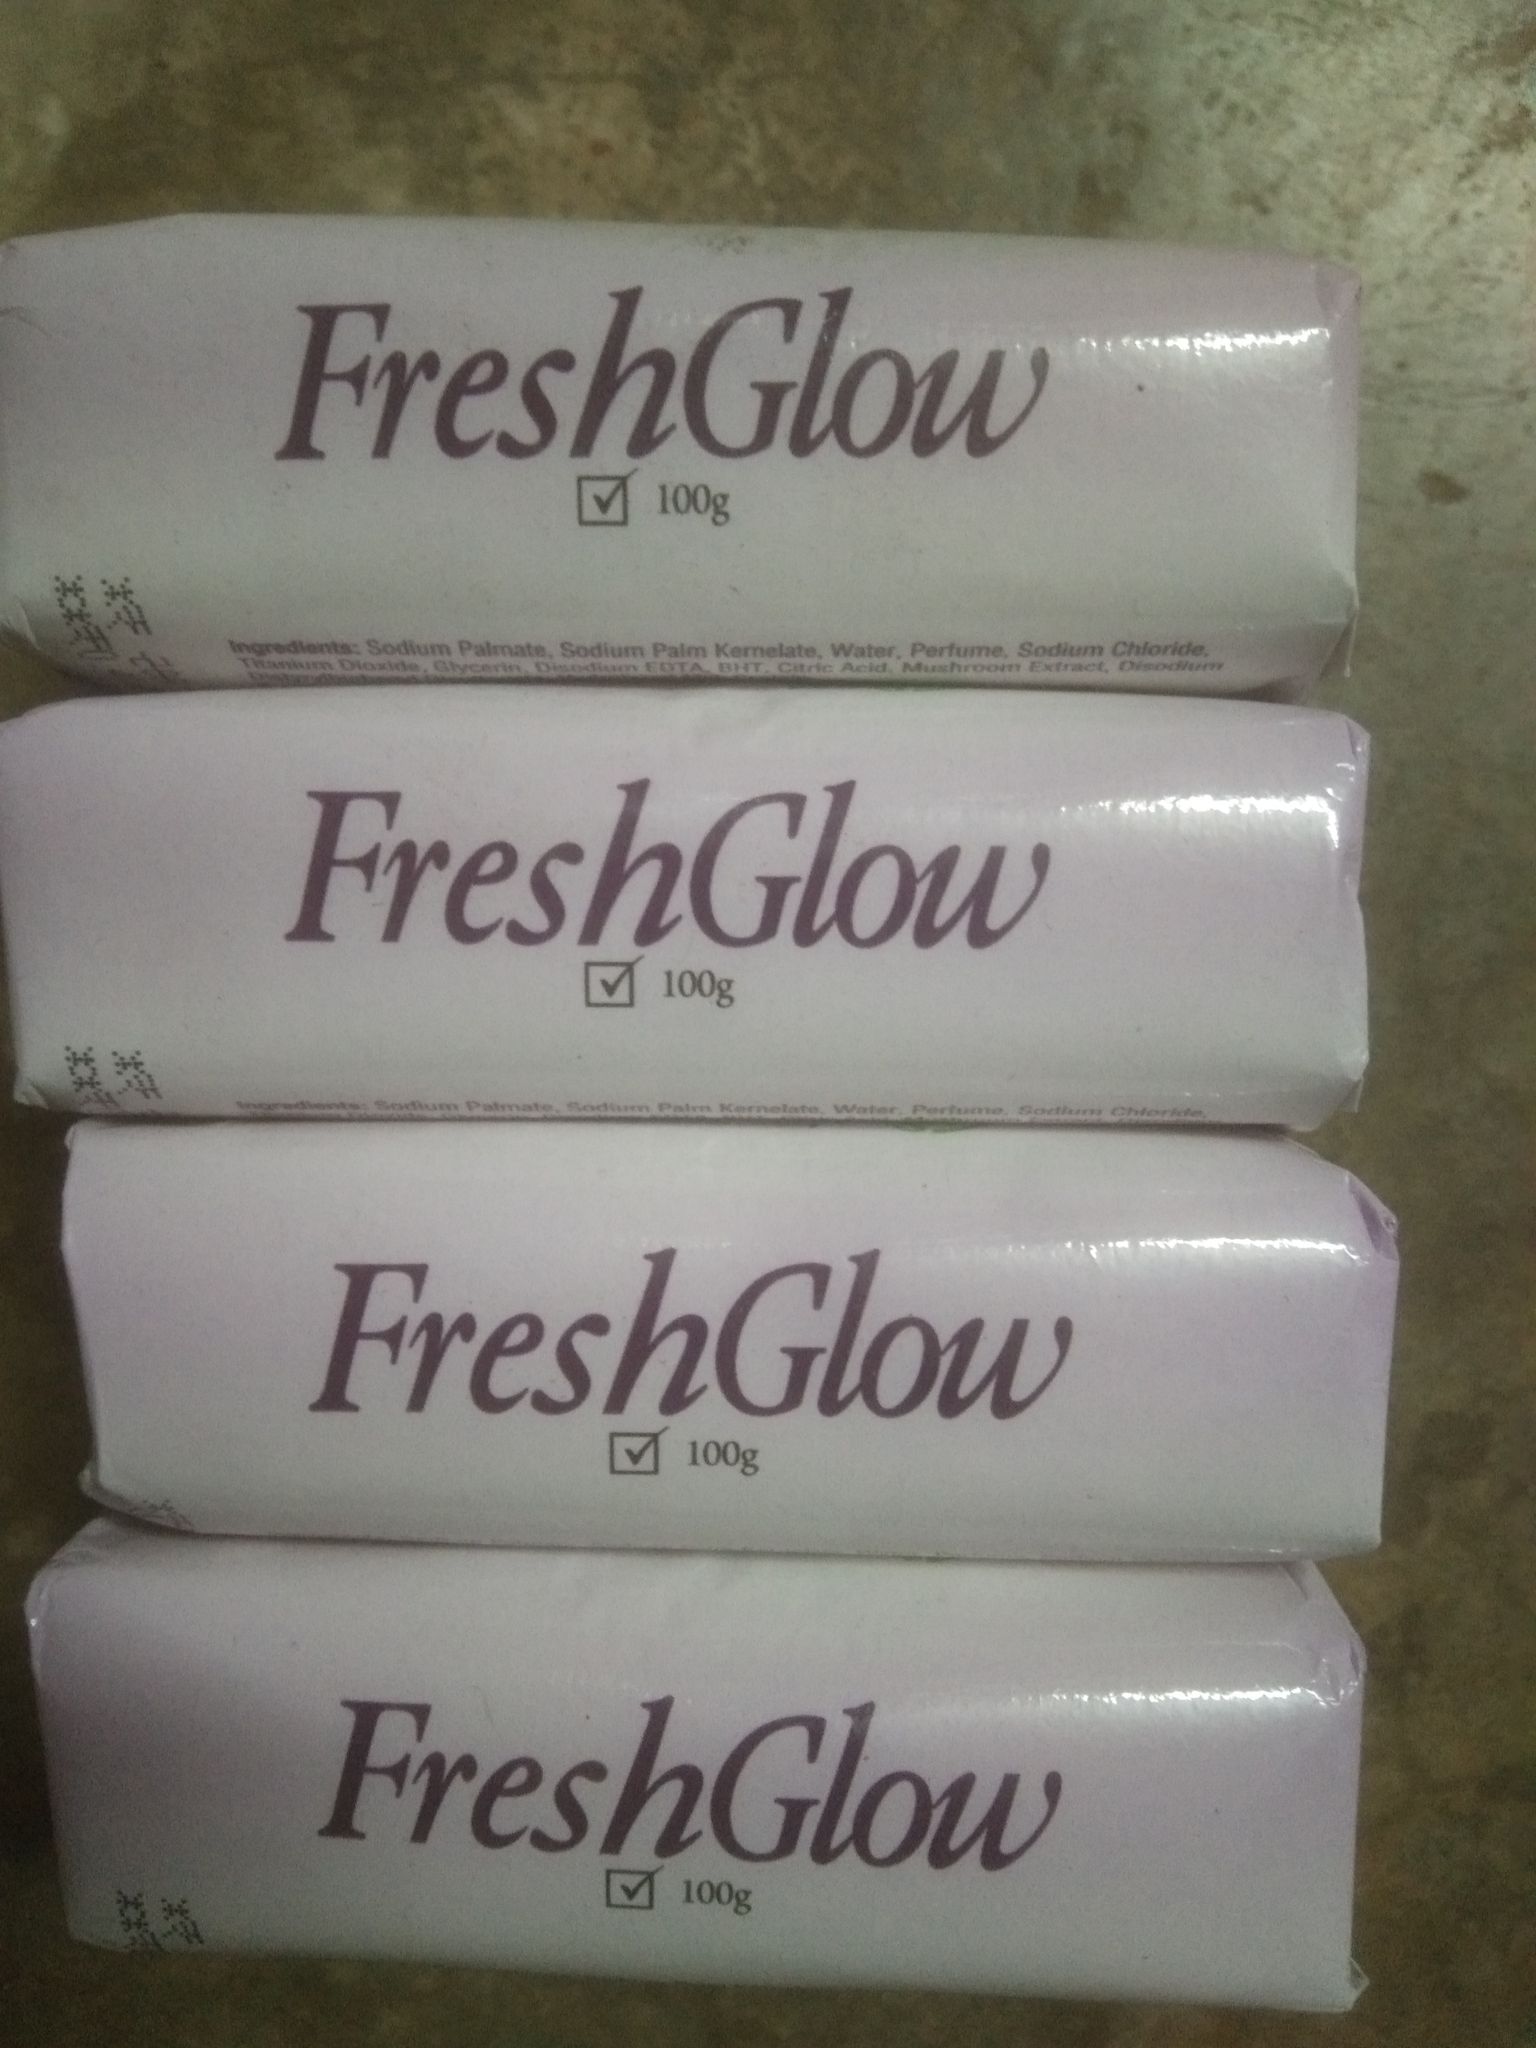 FreshGlow
100g
Ingredients: Sodium Palmate, Sodium Palm Kernelate, Water, Perfume, Sodium Chloride,
Titanium Dioxide, Glycerin, Disodium EDTA, BHT, Citric Acid, Mushroom Extract, Disodium
FreshGlow
100g
Ingredients: Sodium Palmate, Sodium Palm Kernelate, Water, Perfume, Sodium Chloride,
FreshGlow
100g
FreshGlow
100g